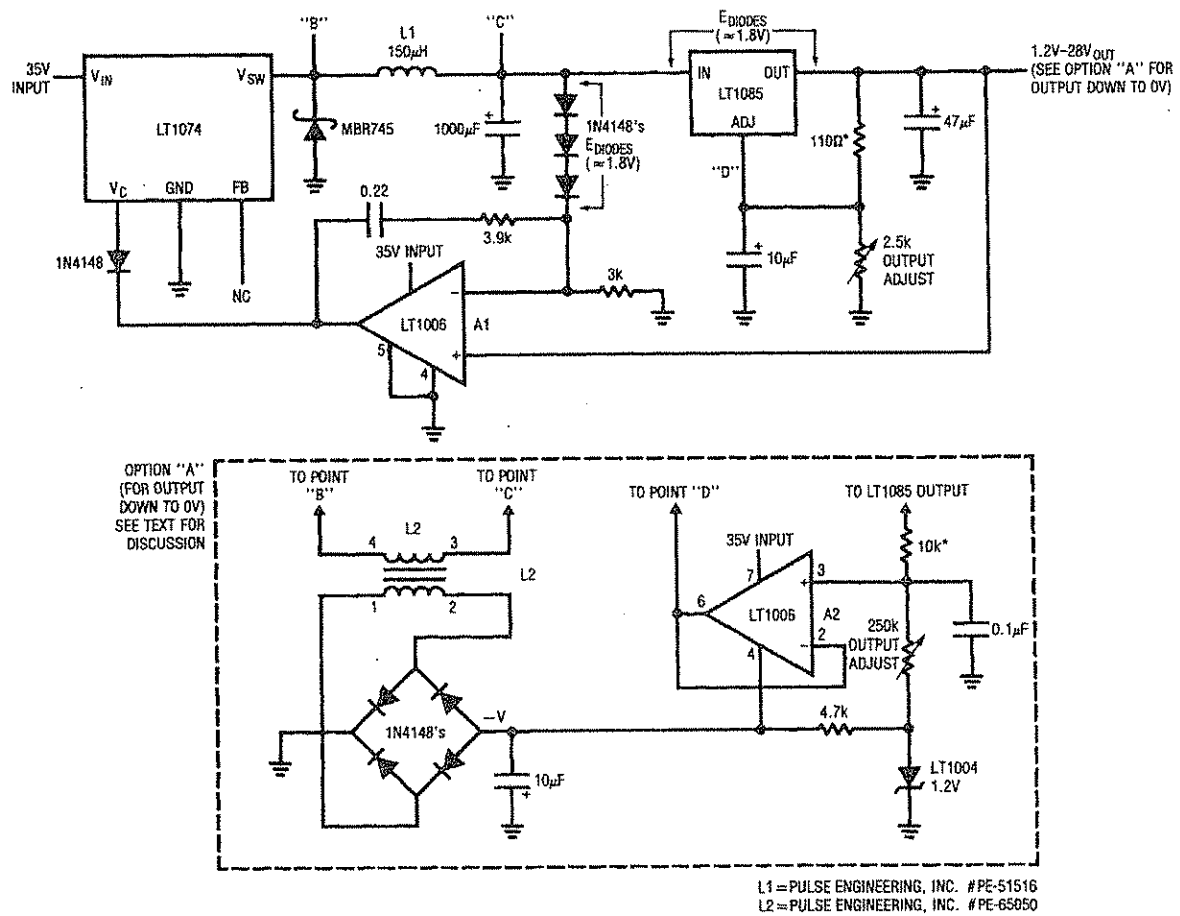 "B"
L1
150μH
"C"
EDIODES
(≈1.8V)
35V
INPUT
VIN
VSW
LT1074
VC
GND
FB
MBR745
1000μF
1N4148's
EDIODES
(≈1.8V)
IN
OUT
LT1085
ADJ
"D"
110Ω*
+
47μF
1.2V–28VOUT
(SEE OPTION "A" FOR
OUTPUT DOWN TO 0V)
+
1N4148
NC
0.22
3.9k
35V INPUT
LT1006
A1
–
+
5
4
3k
+
10μF
2.5k
OUTPUT
ADJUST
OPTION "A"
(FOR OUTPUT
DOWN TO 0V)
SEE TEXT FOR
DISCUSSION
TO POINT
"B"
TO POINT
"C"
L2
4
3
L2
1
2
1N4148's
–V
10μF
+
TO POINT "D"
TO LT1085 OUTPUT
35V INPUT
10k*
7
+
3
6
LT1006
A2
2
–
4
250k
OUTPUT
ADJUST
0.1μF
4.7k
LT1004
1.2V
L1=PULSE ENGINEERING, INC. #PE-51516
L2=PULSE ENGINEERING, INC. #PE-65050